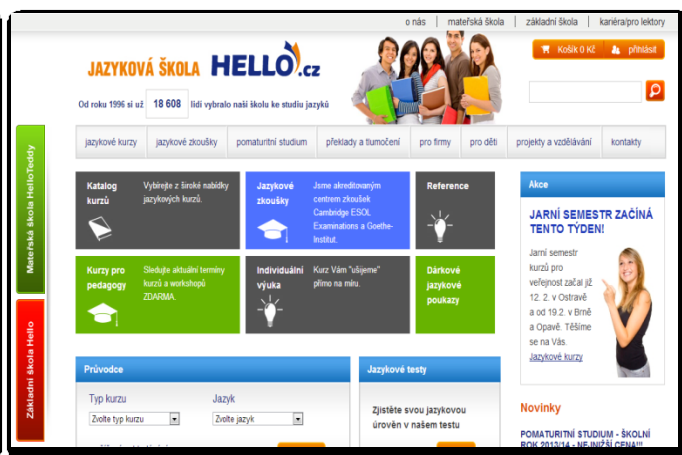 o nás | mateřská škola | základní škola | kariéra/pro lektory
Košík 0 Kč přihlásit
JAZYKOVÁ ŠKOLA HELLO.cz
Od roku 1996 si už 18 608 lidí vybralo naši školu ke studiu jazyků
jazykové kurzy jazykové zkoušky pomaturitní studium překlady a tlumočení pro firmy pro děti projekty a vzdělávání kontakty
Mateřská škola HelloTeddy
Základní škola Hello
Katalog
kurzů
Vybírejte z široké nabídky
jazykových kurzů.
Jazykové
zkoušky
Jsme akreditovaným
centrem zkoušek
Cambridge ESOL
Examinations a Goethe-
Institut.
Reference
Kurzy pro
pedagogy
Sledujte aktuální termíny
kurzů a workshopů
ZDARMA.
Individuální
výuka
Kurz Vám "ušijeme"
přímo na míru.
Dárkové
jazykové
poukazy
Akce
JARNÍ SEMESTR ZAČÍNÁ
TENTO TÝDEN!
Jarní semestr
kurzů pro
veřejnost začal již
12. 2. v Ostravě
a od 19.2. v Brně
a Opavě. Těšíme
se na Vás.
Jazykové kurzy
Průvodce
Typ kurzu
Zvolte typ kurzu
Jazyk
Zvolte jazyk
Jazykové testy
Zjistěte svou jazykovou
úrověn v našem testu
Novinky
POMATURITNÍ STUDIUM - ŠKOLNÍ
ROK 2013/14 - NEJNIŽŠÍ CENA!!!